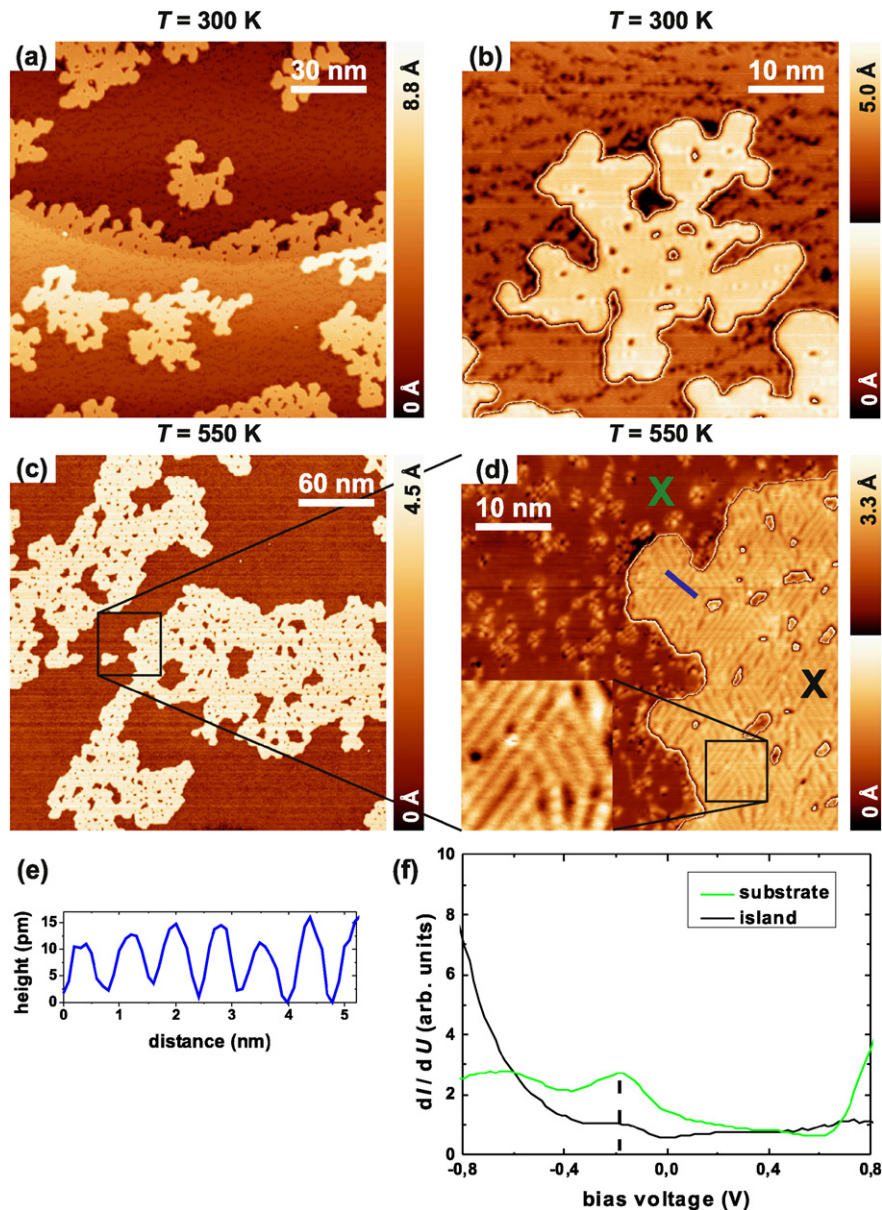 T = 300 K
T = 300 K
(a)
30 nm
8.8 Å
0 Å
(b)
10 nm
5.0 Å
0 Å
T = 550 K
T = 550 K
(c)
60 nm
4.5 Å
0 Å
(d)
10 nm
X
X
3.3 Å
0 Å
(e)
height (pm)
15
10
5
0
0 1 2 3 4 5
distance (nm)
(f)
dI / dU (arb. units)
10
8
6
4
2
0
substrate
island
-0,8 -0,4 0,0 0,4 0,8
bias voltage (V)